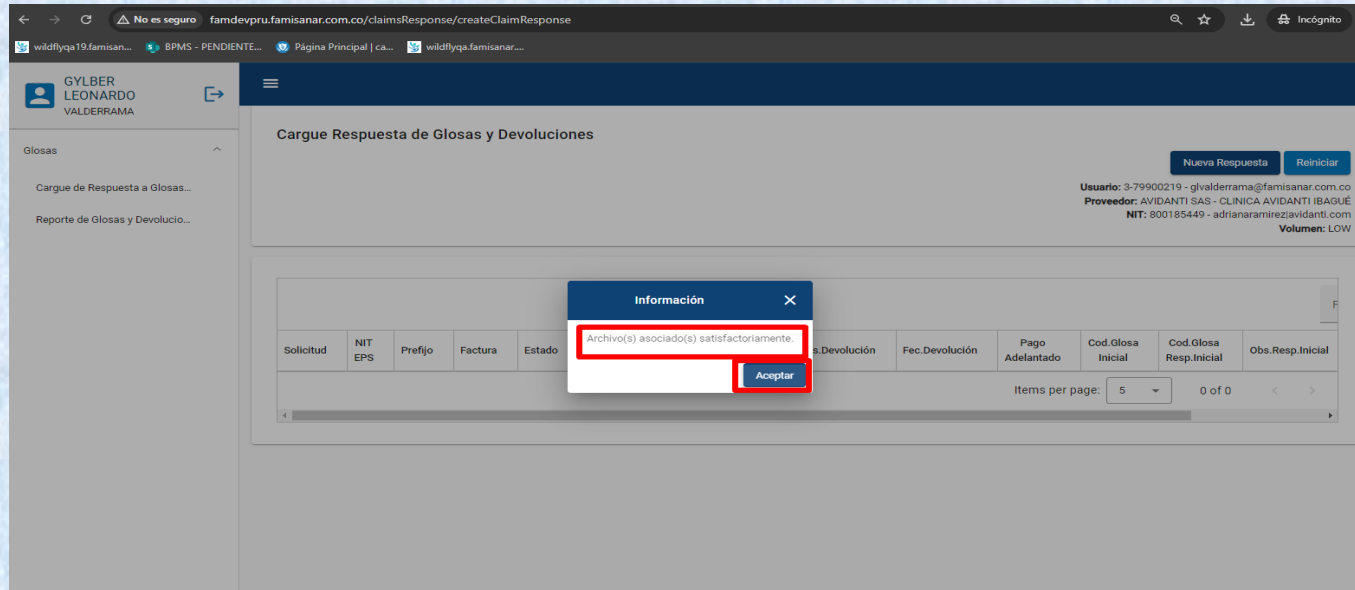 No es seguro famdevpru.famisanar.com.co/claimsResponse/createClaimResponse
Incógnito
wildflyqa19.famisan... BPMS - PENDIENTE... Página Principal | ca... wildflyqa.famisanar....
GYLBER
LEONARDO
VALDERRAMA
Glosas
Cargue de Respuesta a Glosas...
Reporte de Glosas y Devolucio...
Cargue Respuesta de Glosas y Devoluciones
Nueva Respuesta Reiniciar
Usuario: 3-79900219 - glvalderrama@famisanar.com.co
Proveedor: AVIDANTI SAS - CLINICA AVIDANTI IBAGUÉ
NIT: 800185449 - adrianaramirez|avidanti.com
Volumen: LOW
Información
Archivo(s) asociado(s) satisfactoriamente.
Aceptar
F
Solicitud NIT EPS Prefijo Factura Estado s.Devolución Fec.Devolución Pago Adelantado Cod.Glosa Inicial Cod.Glosa Resp.Inicial Obs.Resp.Inicial
Items per page: 5 0 of 0